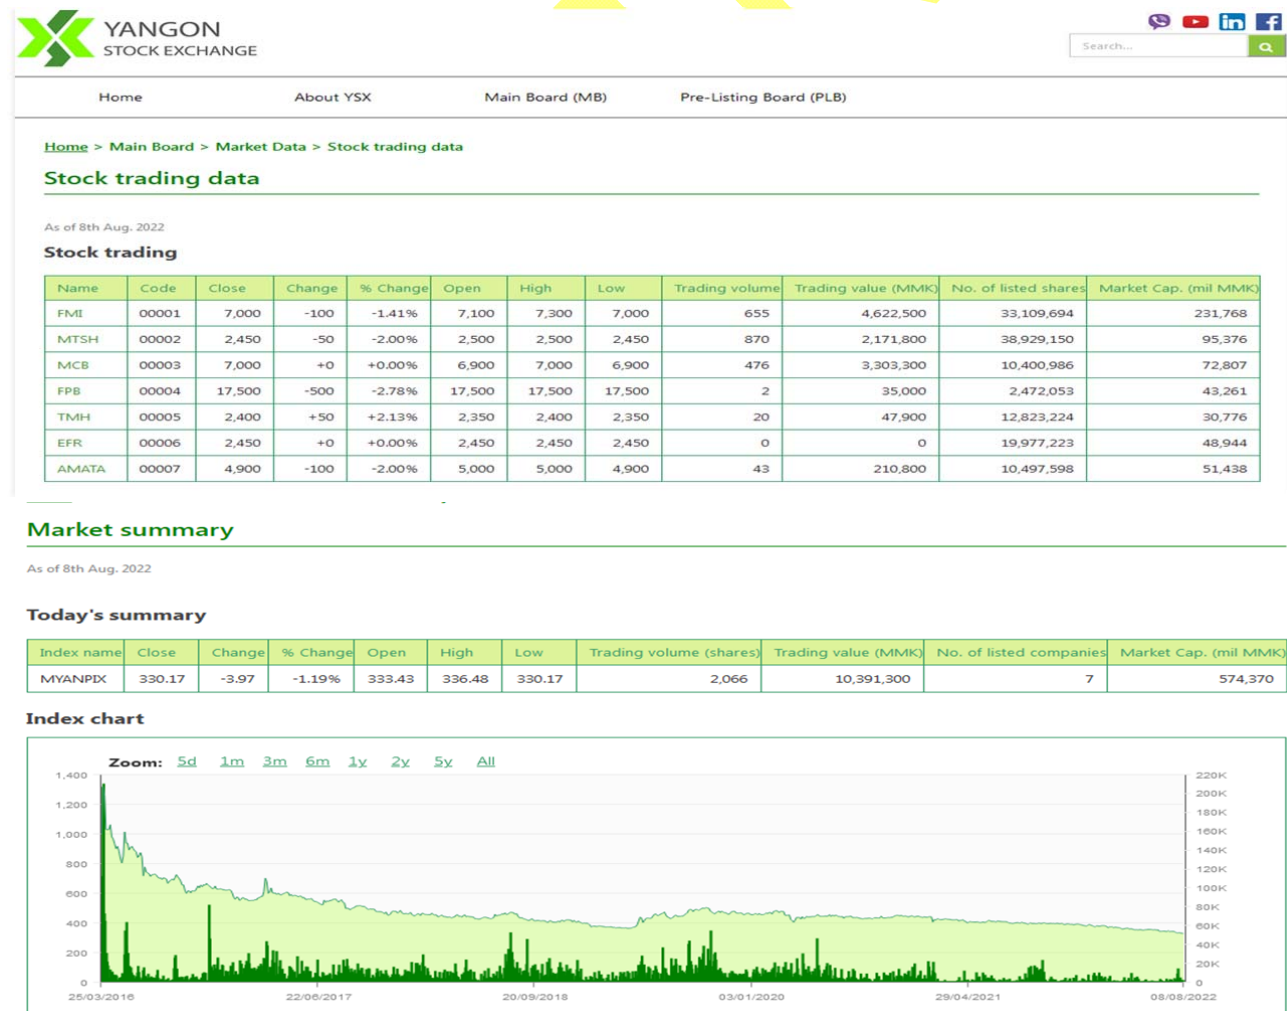 YANGON
STOCK EXCHANGE
Search...
Home About YSX Main Board (MB) Pre-Listing Board (PLB)
Home > Main Board > Market Data > Stock trading data
Stock trading data
As of 8th Aug. 2022
Stock trading
Name Code Close Change % Change Open High Low Trading volume Trading value (MMK) No. of listed shares Market Cap. (mil MMK)
FMI 00001 7,000 -100 -1.41% 7,100 7,300 7,000 655 4,622,500 33,109,694 231,768
MTSH 00002 2,450 -50 -2.00% 2,500 2,500 2,450 870 2,171,800 38,929,150 95,376
MCB 00003 7,000 +0 +0.00% 6,900 7,000 6,900 476 3,303,300 10,400,986 72,807
FPB 00004 17,500 -500 -2.78% 17,500 17,500 17,500 2 35,000 2,472,053 43,261
TMH 00005 2,400 +50 +2.13% 2,350 2,400 2,350 20 47,900 12,823,224 30,776
EFR 00006 2,450 +0 +0.00% 2,450 2,450 2,450 0 0 19,977,223 48,944
AMATA 00007 4,900 -100 -2.00% 5,000 5,000 4,900 43 210,800 10,497,598 51,438
Market summary
As of 8th Aug. 2022
Today's summary
Index name Close Change % Change Open High Low Trading volume (shares) Trading value (MMK) No. of listed companies Market Cap. (mil MMK)
MYANPIX 330.17 -3.97 -1.19% 333.43 336.48 330.17 2,066 10,391,300 7 574,370
Index chart
Zoom: 5d 1m 3m 6m 1y 2y 5y All
1,400 220K
200K
1,200
180K
1,000 160K
140K
800
120K
600 100K
80K
400
60K
200 40K
20K
0 0
25/03/2016 22/06/2017 20/09/2018 03/01/2020 29/04/2021 08/08/2022